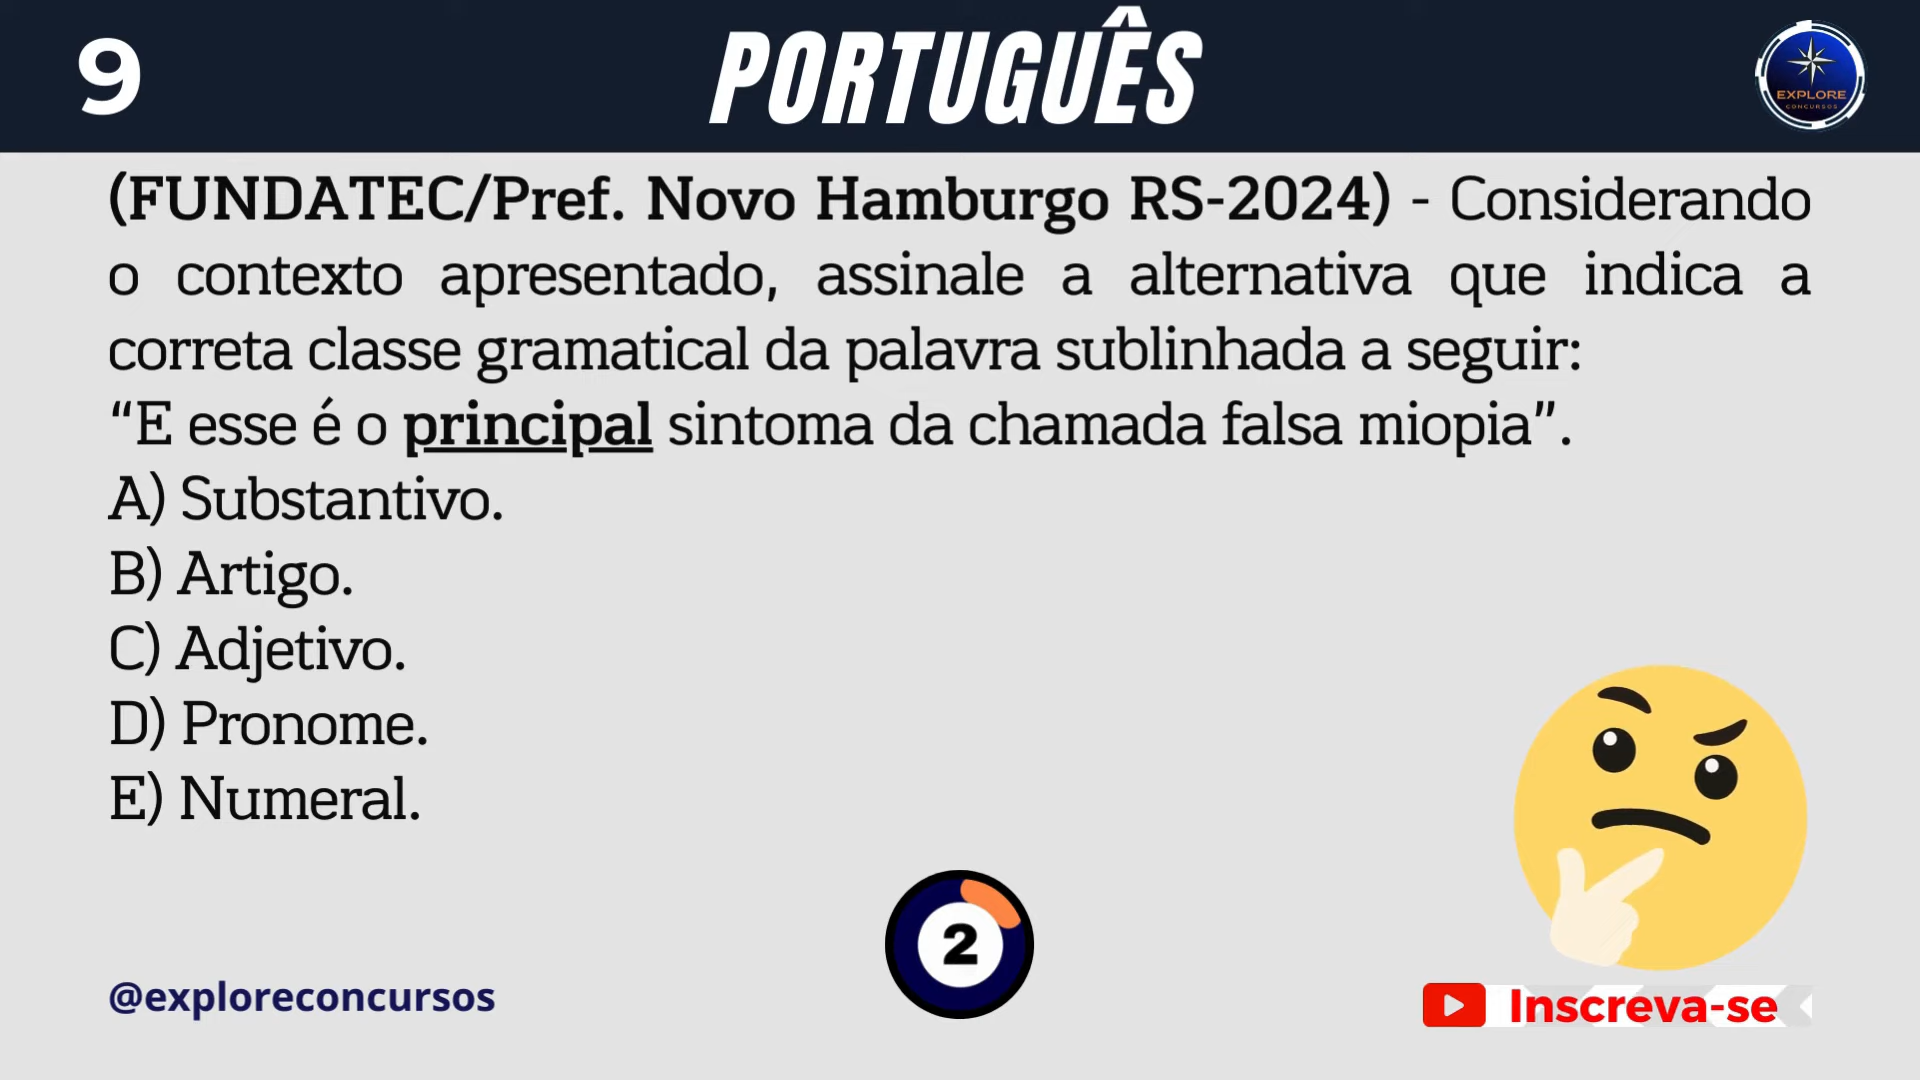 9
PORTUGUÊS
EXPLORE
CONCURSOS
(FUNDATEC/Pref. Novo Hamburgo RS-2024) - Considerando
o contexto apresentado, assinale a alternativa que indica a
correta classe gramatical da palavra sublinhada a seguir:
“E esse é o principal sintoma da chamada falsa miopia”.
A) Substantivo.
B) Artigo.
C) Adjetivo.
D) Pronome.
E) Numeral.
2
@exploreconcursos
Inscreva-se